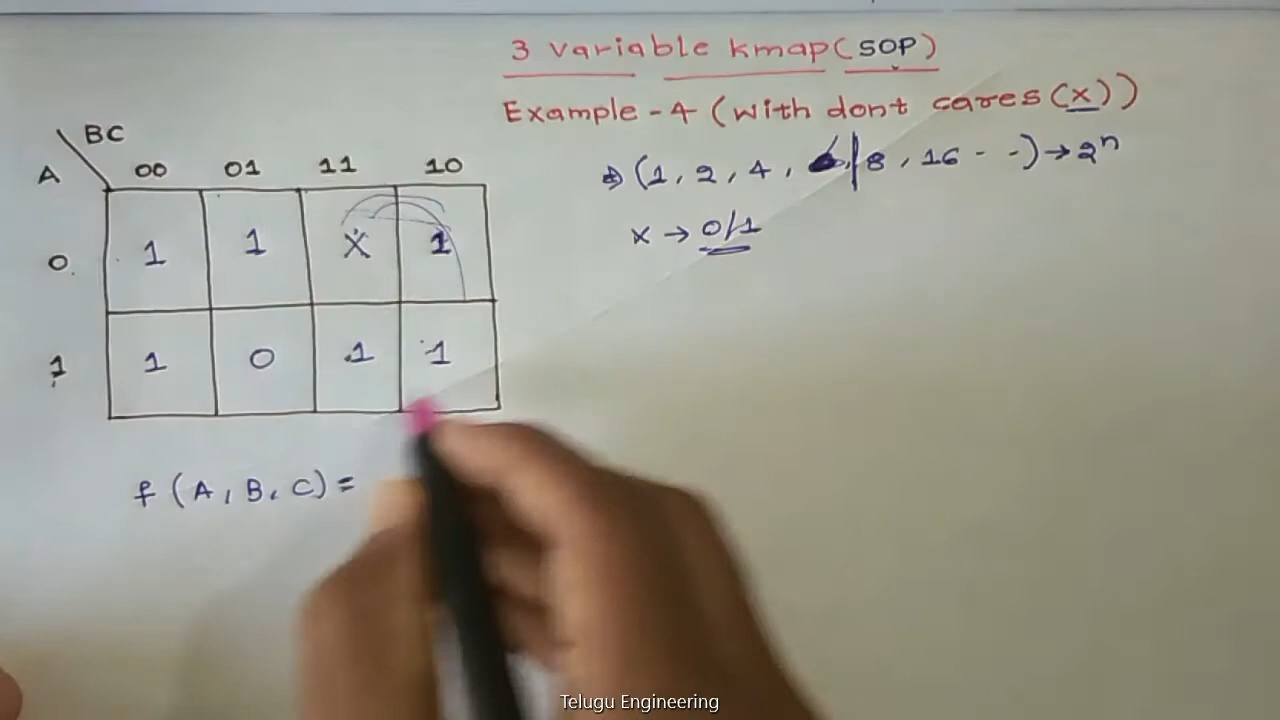 3 variable kmap(SOP)
Example-4 (with dont cares(x))
BC
A
00 01 11 10
(1, 2, 4, 8, 16 - -) → 2ⁿ
x → 0/1
0 1 1 X 1
1 1 0 1 1
f (A, B, C) =
Telugu Engineering